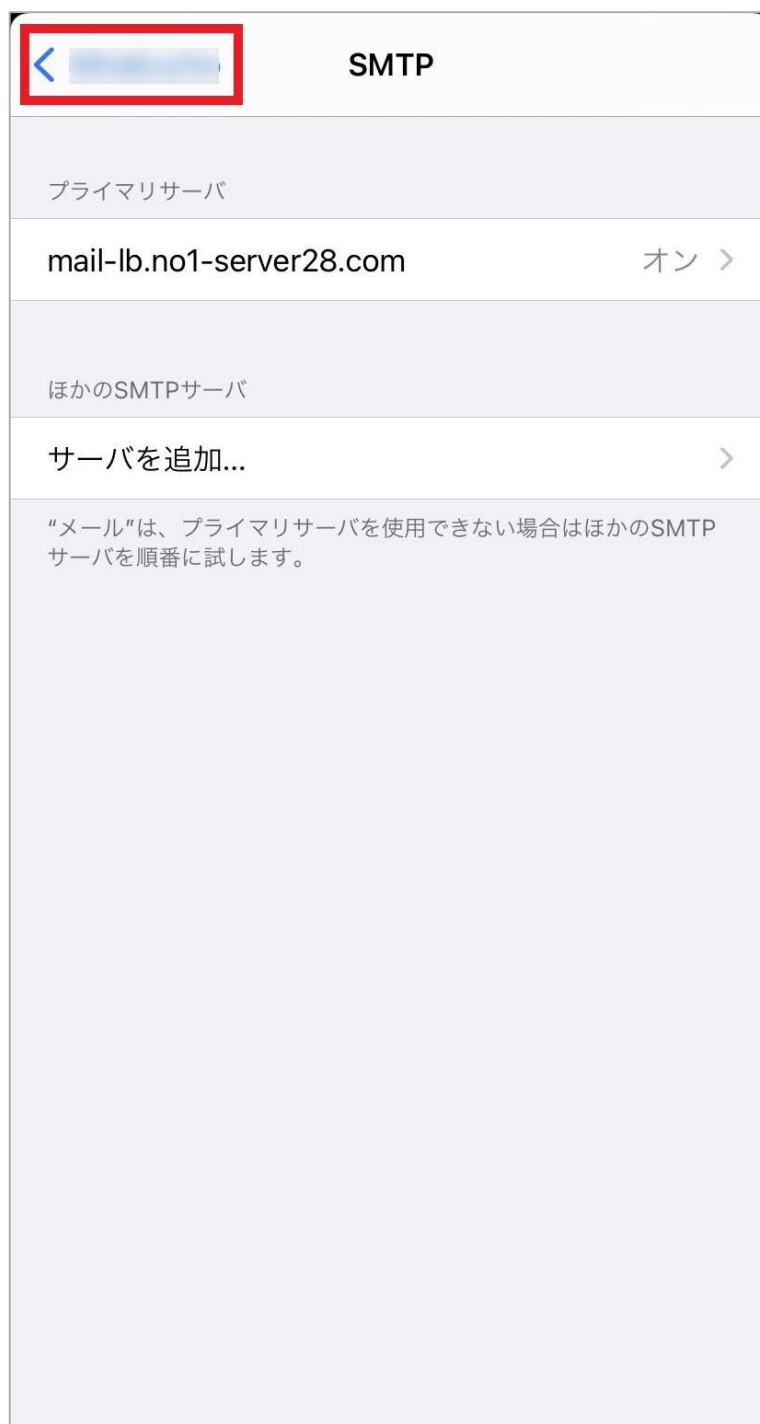 SMTP
プライマリサーバ
mail-lb.no1-server28.com オン
ほかのSMTPサーバ
サーバを追加...
“メール”は、プライマリサーバを使用できない場合はほかのSMTP
サーバを順番に試します。